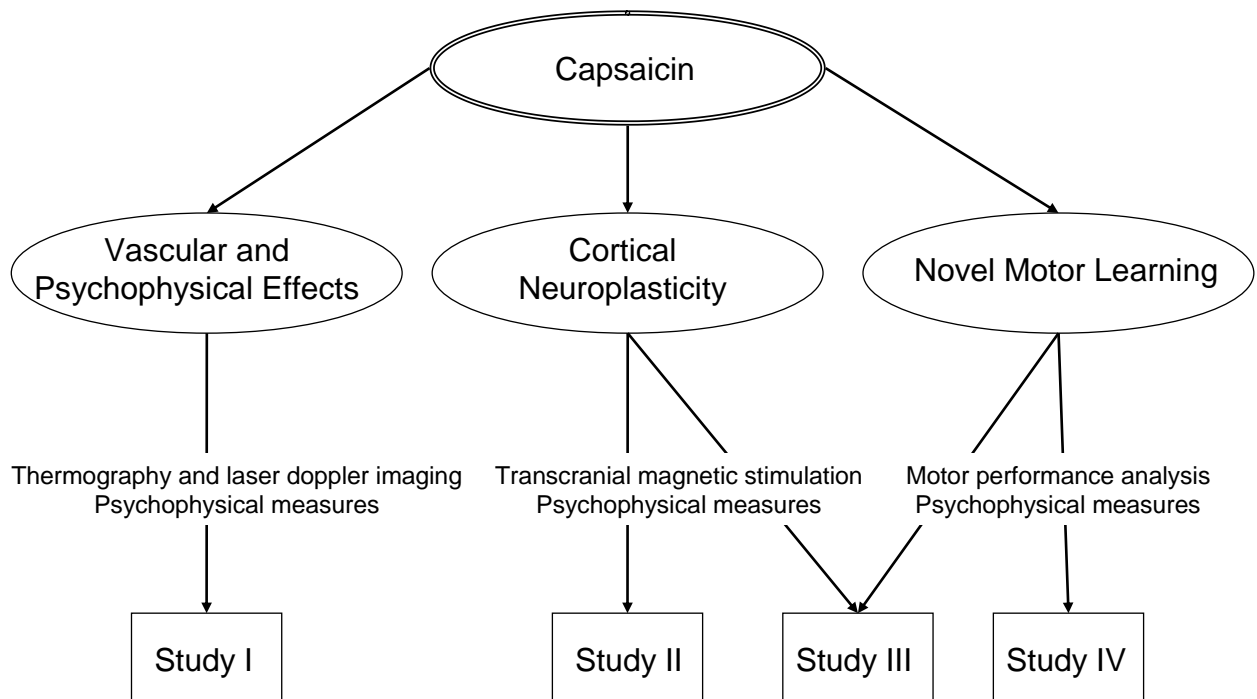 Capsaicin
Vascular and
Psychophysical Effects
Cortical
Neuroplasticity
Novel Motor Learning
Thermography and laser doppler imaging
Psychophysical measures
Transcranial magnetic stimulation
Psychophysical measures
Motor performance analysis
Psychophysical measures
Study I
Study II
Study III
Study IV